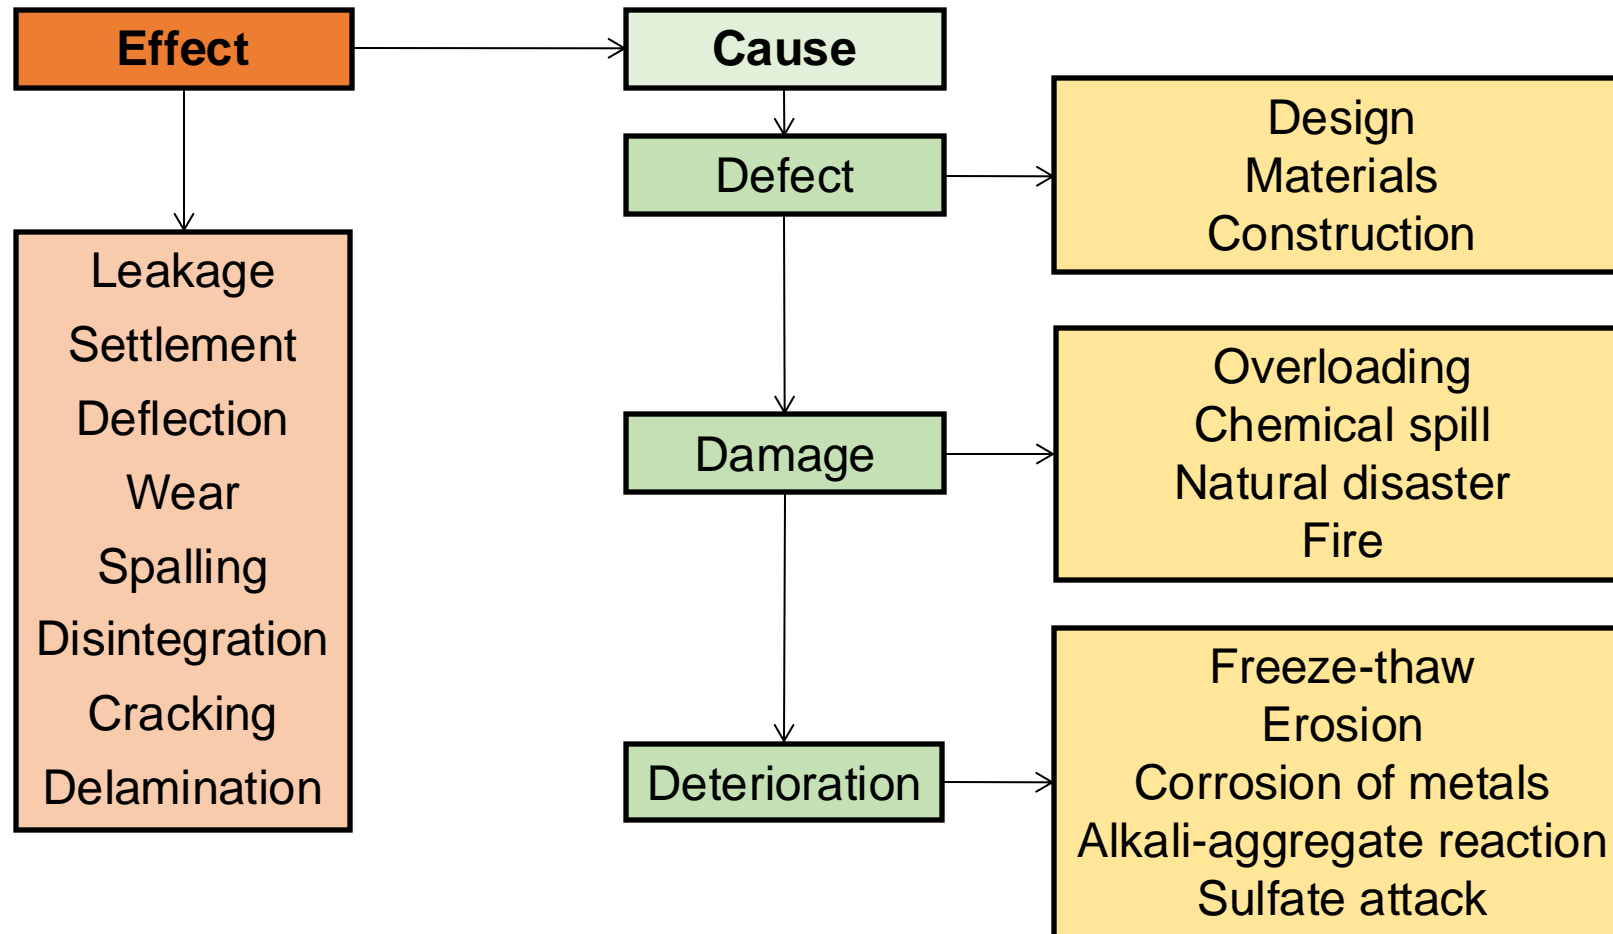 Effect
Cause
Defect
Design
Materials
Construction
Leakage
Settlement
Deflection
Wear
Spalling
Disintegration
Cracking
Delamination
Damage
Overloading
Chemical spill
Natural disaster
Fire
Deterioration
Freeze-thaw
Erosion
Corrosion of metals
Alkali-aggregate reaction
Sulfate attack